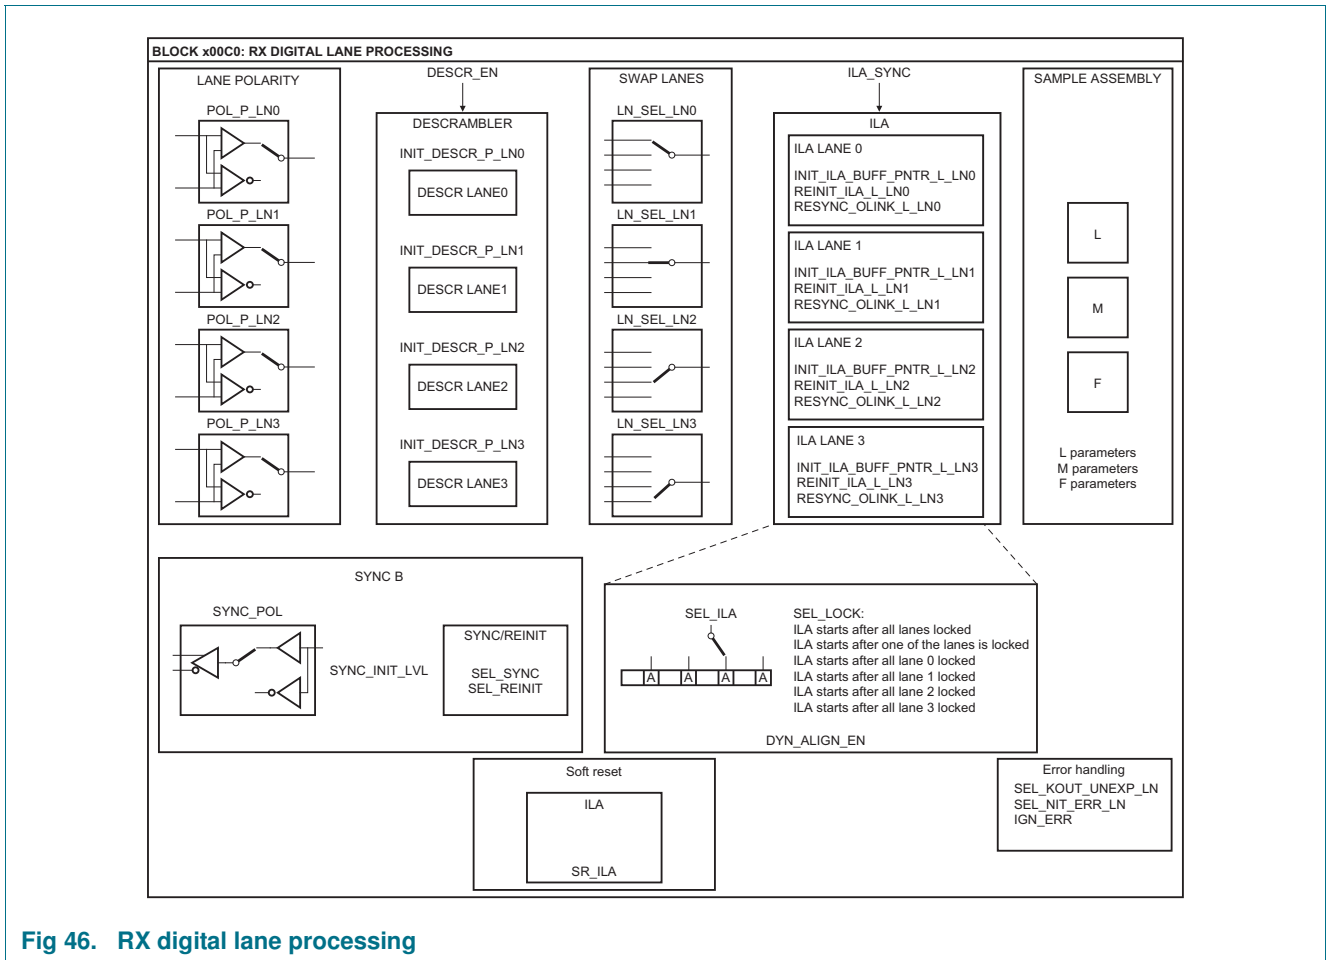 BLOCK x00C0: RX DIGITAL LANE PROCESSING
LANE POLARITY
POL_P_LN0
POL_P_LN1
POL_P_LN2
POL_P_LN3
DESCR_EN
DESCRAMBLER
INIT_DESCR_P_LN0
DESCR LANE0
INIT_DESCR_P_LN1
DESCR LANE1
INIT_DESCR_P_LN2
DESCR LANE2
INIT_DESCR_P_LN3
DESCR LANE3
SWAP LANES
LN_SEL_LN0
LN_SEL_LN1
LN_SEL_LN2
LN_SEL_LN3
ILA_SYNC
ILA
ILA LANE 0
INIT_ILA_BUFF_PNTR_L_LN0
REINIT_ILA_L_LN0
RESYNC_OLINK_L_LN0
ILA LANE 1
INIT_ILA_BUFF_PNTR_L_LN1
REINIT_ILA_L_LN1
RESYNC_OLINK_L_LN1
ILA LANE 2
INIT_ILA_BUFF_PNTR_L_LN2
REINIT_ILA_L_LN2
RESYNC_OLINK_L_LN2
ILA LANE 3
INIT_ILA_BUFF_PNTR_L_LN3
REINIT_ILA_L_LN3
RESYNC_OLINK_L_LN3
SAMPLE ASSEMBLY
L
M
F
L parameters
M parameters
F parameters
SYNC B
SYNC_POL
SYNC_INIT_LVL
SYNC/REINIT
SEL_SYNC
SEL_REINIT
SEL_ILA
A A A A
SEL_LOCK:
ILA starts after all lanes locked
ILA starts after one of the lanes is locked
ILA starts after all lane 0 locked
ILA starts after all lane 1 locked
ILA starts after all lane 2 locked
ILA starts after all lane 3 locked
DYN_ALIGN_EN
Soft reset
ILA
SR_ILA
Error handling
SEL_KOUT_UNEXP_LN
SEL_NIT_ERR_LN
IGN_ERR
Fig 46. RX digital lane processing